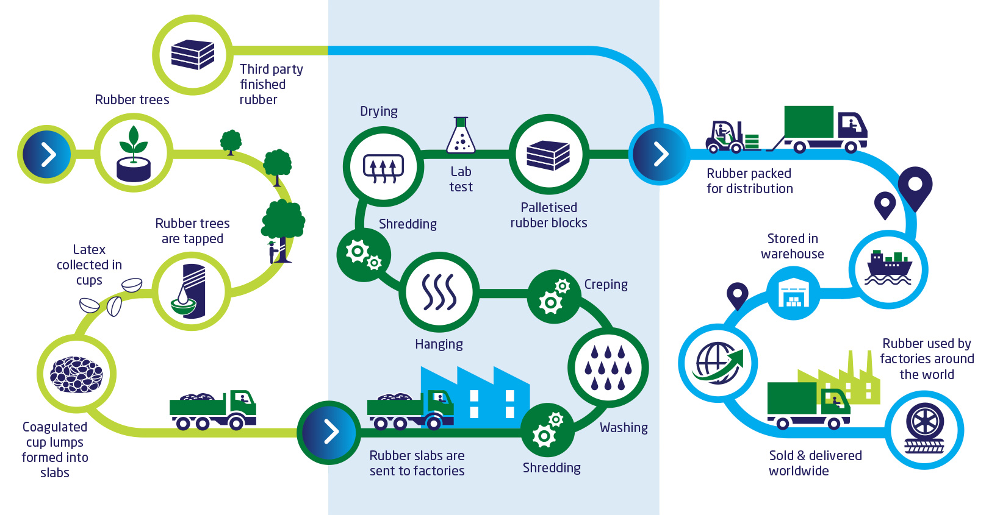 Third party
finished
rubber
Rubber trees
Rubber trees
are tapped
Latex
collected in
cups
Coagulated
cup lumps
formed into
slabs
Rubber slabs are
sent to factories
Shredding
Washing
Creping
Hanging
Shredding
Drying
Lab
test
Palletised
rubber blocks
Rubber packed
for distribution
Stored in
warehouse
Sold & delivered
worldwide
Rubber used by
factories around
the world